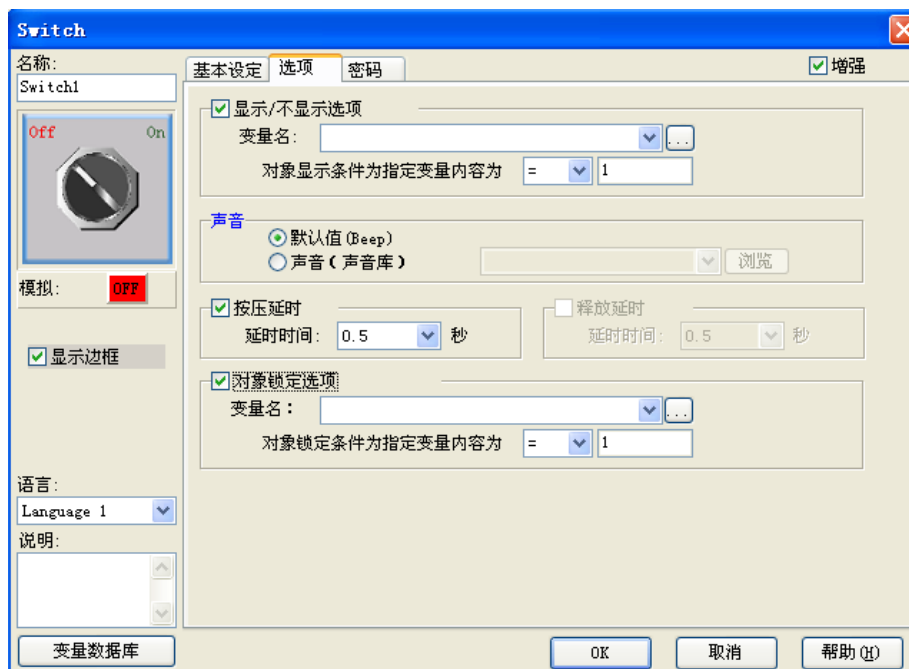 Switch
名称:
Switch1
Off On
模拟: OFF
显示边框
语言:
Language 1
说明:
变量数据库
基本设定 选项 密码 增强
显示/不显示选项
变量名: ...
对象显示条件为指定变量内容为 = 1
声音
默认值(Beep)
声音(声音库) 浏览
按压延时 释放延时
延时时间: 0.5 秒 延时时间: 0.5 秒
对象锁定选项
变量名: ...
对象锁定条件为指定变量内容为 = 1
OK 取消 帮助(H)